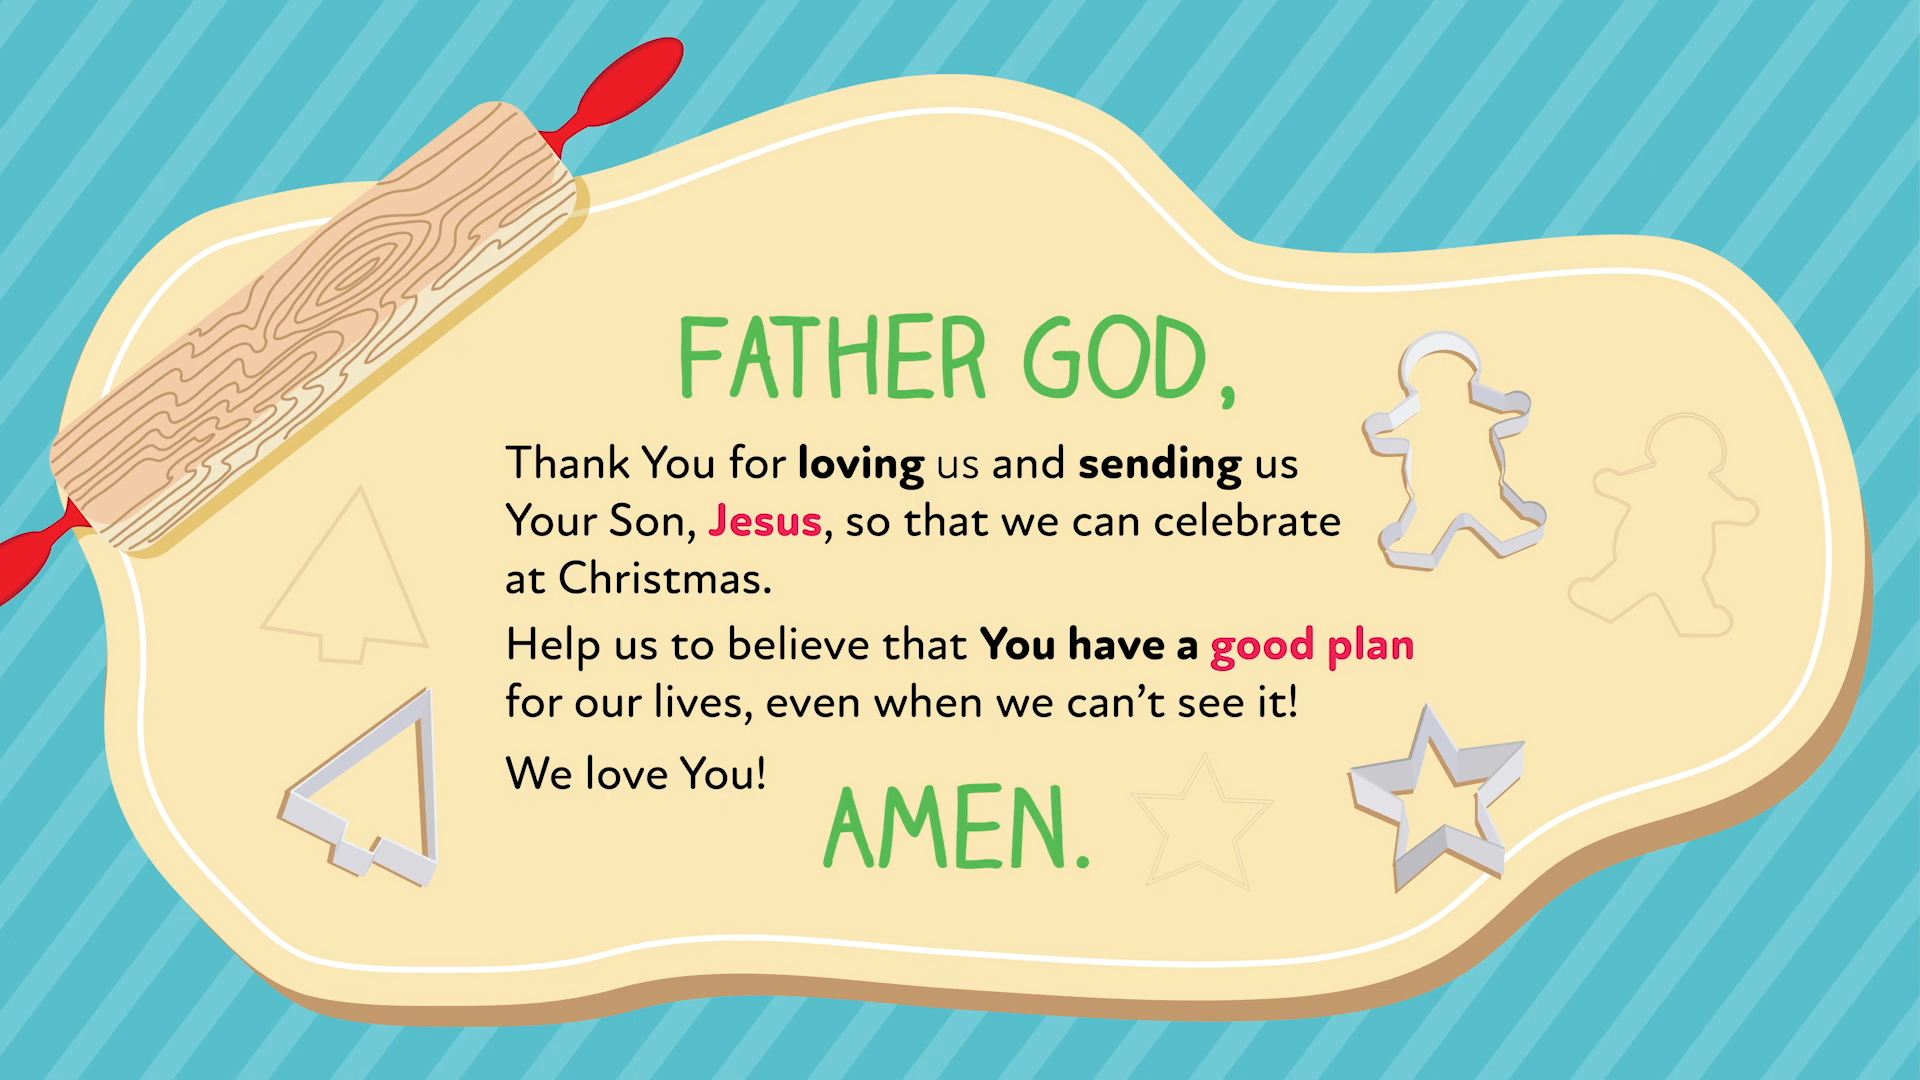 FATHER GOD,
Thank You for loving us and sending us
Your Son, Jesus, so that we can celebrate
at Christmas.
Help us to believe that You have a good plan
for our lives, even when we can’t see it!
We love You!
AMEN.